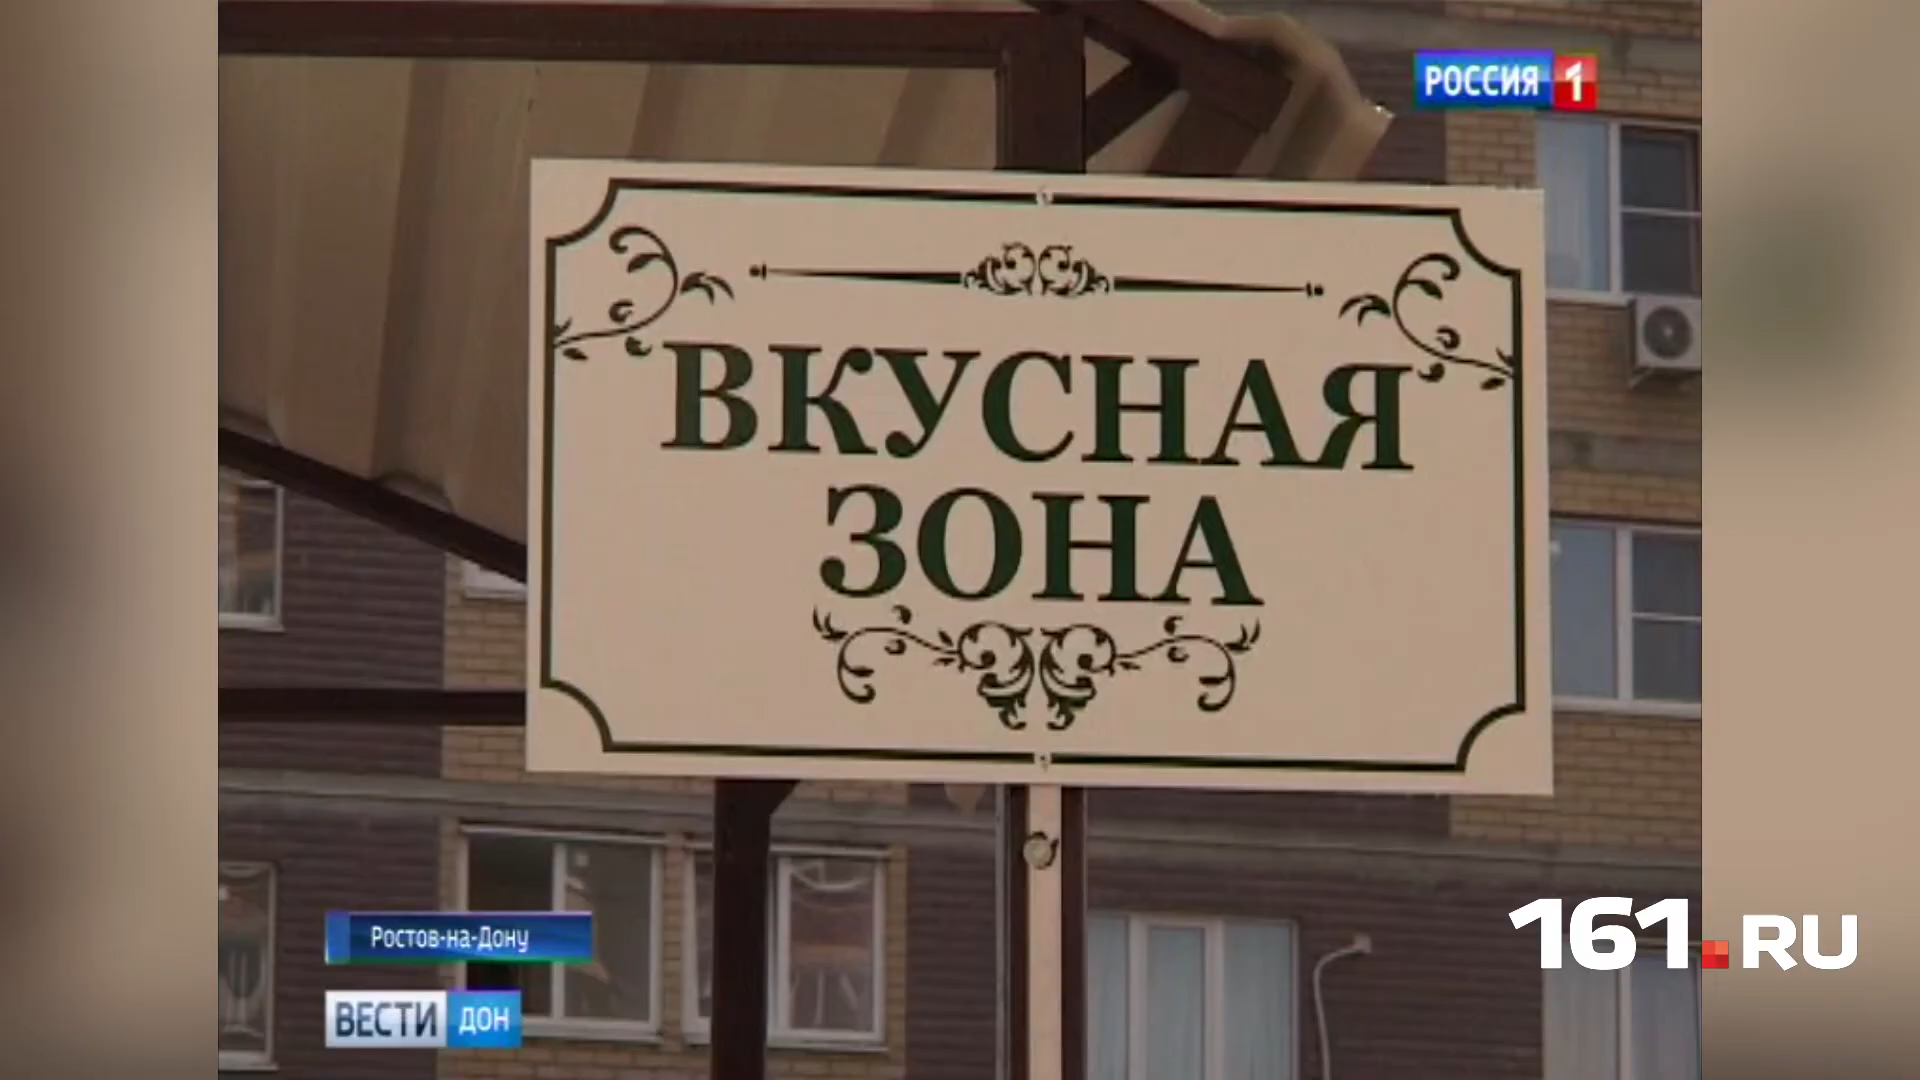 РОССИЯ 1
ВКУСНАЯ
ЗОНА
161.RU
Ростов-на-Дону
ВЕСТИ ДОН